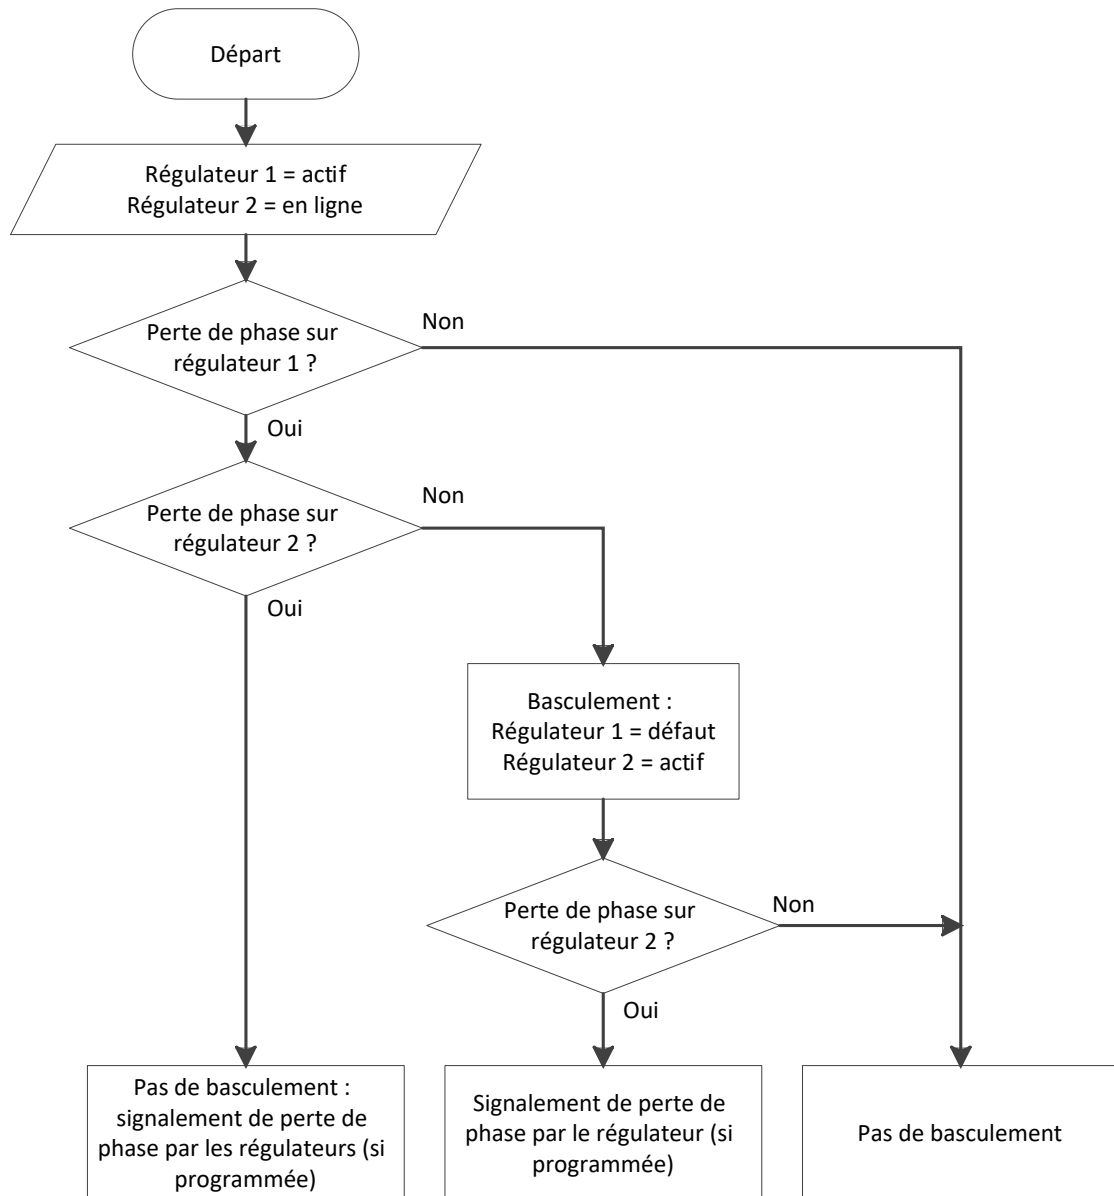 Départ
Régulateur 1 = actif
Régulateur 2 = en ligne
Perte de phase sur
régulateur 1 ?
Non
Oui
Perte de phase sur
régulateur 2 ?
Non
Oui
Basculement :
Régulateur 1 = défaut
Régulateur 2 = actif
Perte de phase sur
régulateur 2 ?
Non
Oui
Pas de basculement :
signalement de perte de
phase par les régulateurs (si
programmée)
Signalement de perte de
phase par le régulateur (si
programmée)
Pas de basculement